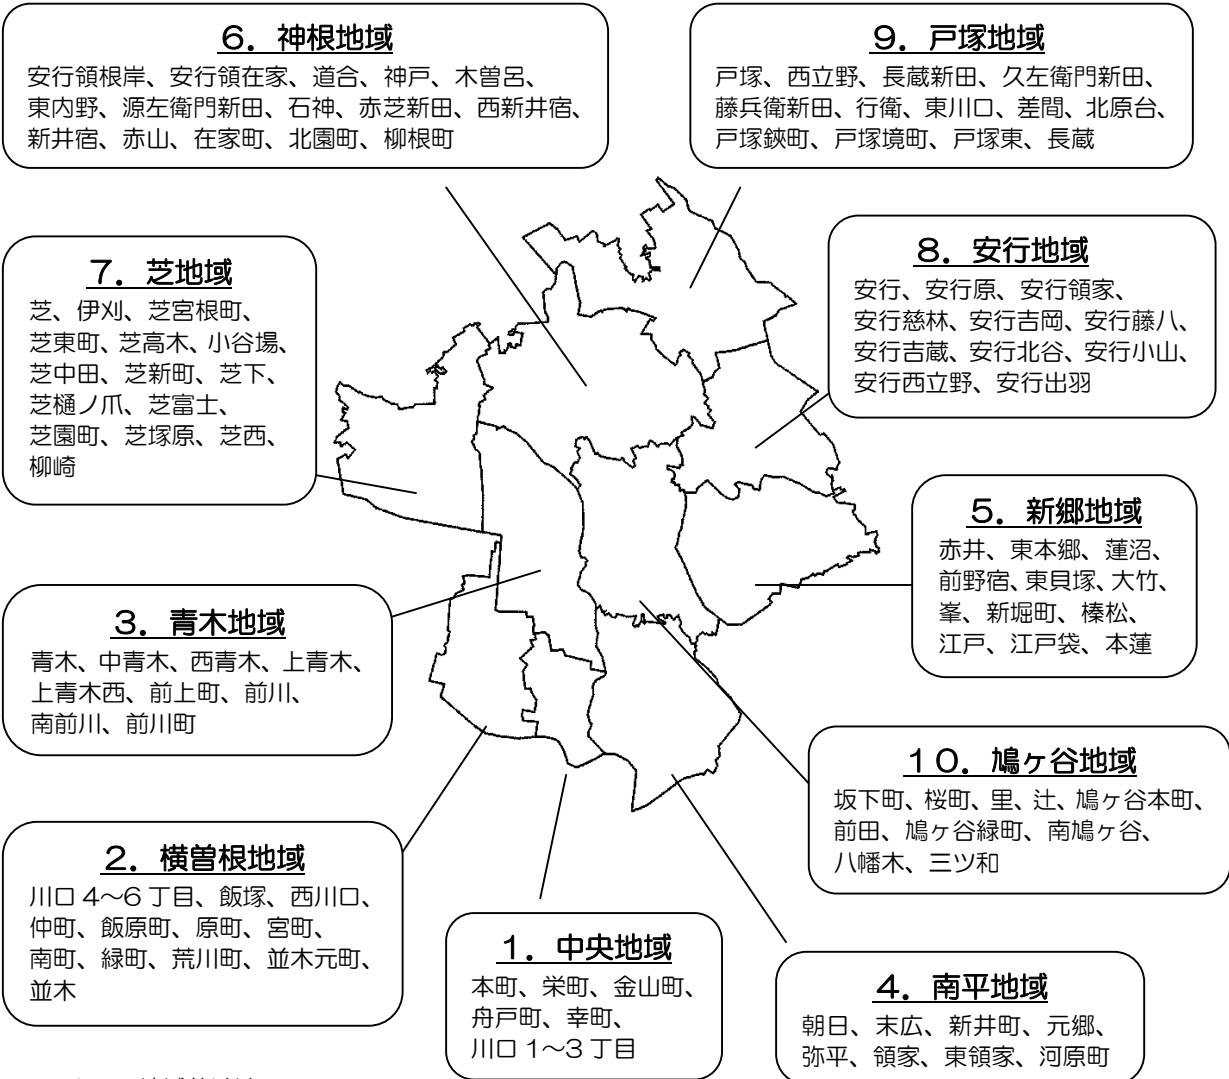 6．神根地域
安行領根岸、安行領在家、道合、神戸、木曽呂、
東内野、源左衛門新田、石神、赤芝新田、西新井宿、
新井宿、赤山、在家町、北園町、柳根町
9．戸塚地域
戸塚、西立野、長蔵新田、久左衛門新田、
藤兵衛新田、行衛、東川口、差間、北原台、
戸塚鋏町、戸塚境町、戸塚東、長蔵
7．芝地域
芝、伊刈、芝宮根町、
芝東町、芝高木、小谷場、
芝中田、芝新町、芝下、
芝樋ノ爪、芝富士、
芝園町、芝塚原、芝西、
柳崎
8．安行地域
安行、安行原、安行領家、
安行慈林、安行吉岡、安行藤八、
安行吉蔵、安行北谷、安行小山、
安行西立野、安行出羽
5．新郷地域
赤井、東本郷、蓮沼、
前野宿、東貝塚、大竹、
峯、新堀町、榛松、
江戸、江戸袋、本蓮
3．青木地域
青木、中青木、西青木、上青木、
上青木西、前上町、前川、
南前川、前川町
10．鳩ヶ谷地域
坂下町、桜町、里、辻、鳩ヶ谷本町、
前田、鳩ヶ谷緑町、南鳩ヶ谷、
八幡木、三ツ和
2．横曽根地域
川口 4～6 丁目、飯塚、西川口、
仲町、飯原町、原町、宮町、
南町、緑町、荒川町、並木元町、
並木
1．中央地域
本町、栄町、金山町、
舟戸町、幸町、
川口 1～3 丁目
4．南平地域
朝日、末広、新井町、元郷、
弥平、領家、東領家、河原町